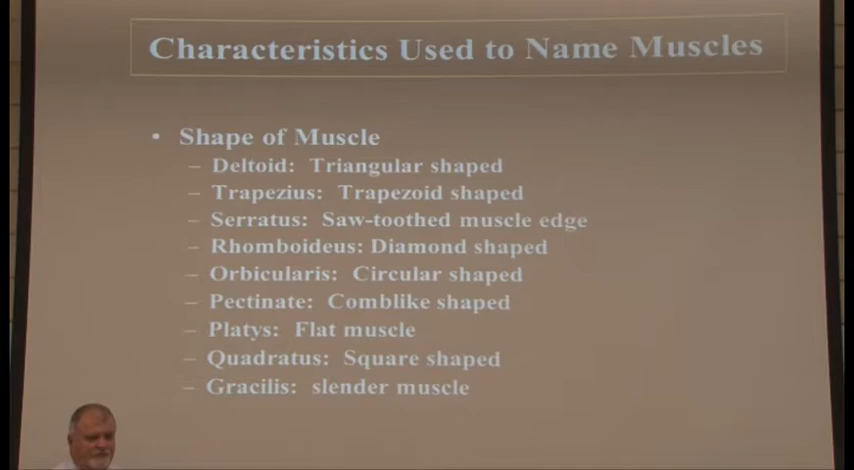 Characteristics Used to Name Muscles
• Shape of Muscle
– Deltoid: Triangular shaped
– Trapezius: Trapezoid shaped
– Serratus: Saw-toothed muscle edge
– Rhomboideus: Diamond shaped
– Orbicularis: Circular shaped
– Pectinate: Comblike shaped
– Platys: Flat muscle
– Quadratus: Square shaped
– Gracilis: slender muscle